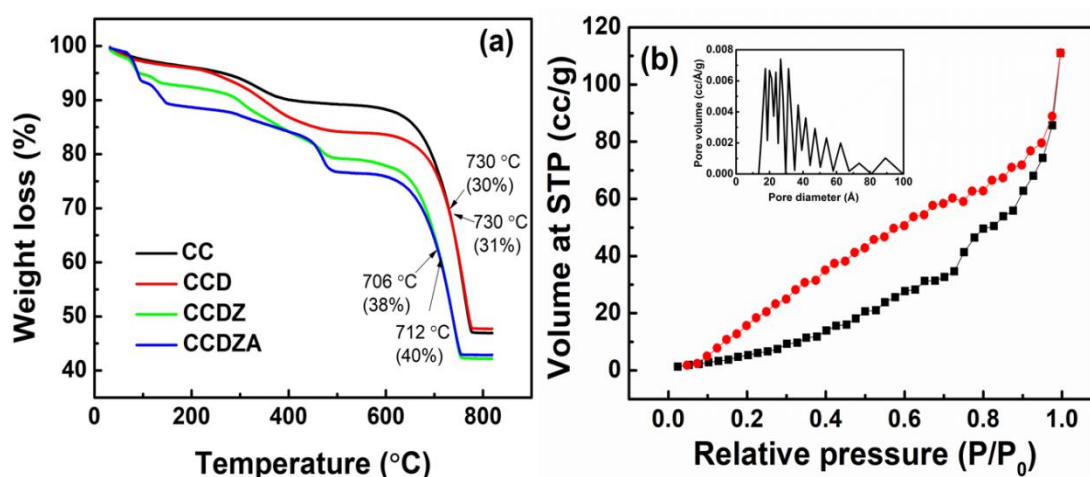 (a)
100
90
80
70
60
50
40
Weight loss (%)
0
200
400
600
800
Temperature (°C)
CC
CCD
CCDZ
CCDZA
730 °C
(30%)
730 °C
(31%)
706 °C
(38%)
712 °C
(40%)
(b)
120
100
80
60
40
20
0
Volume at STP (cc/g)
0.0
0.2
0.4
0.6
0.8
1.0
Relative pressure (P/P₀)
0.008
0.006
0.004
0.002
0.000
Pore volume (cc/Å/g)
0
20
40
60
80
100
Pore diameter (Å)